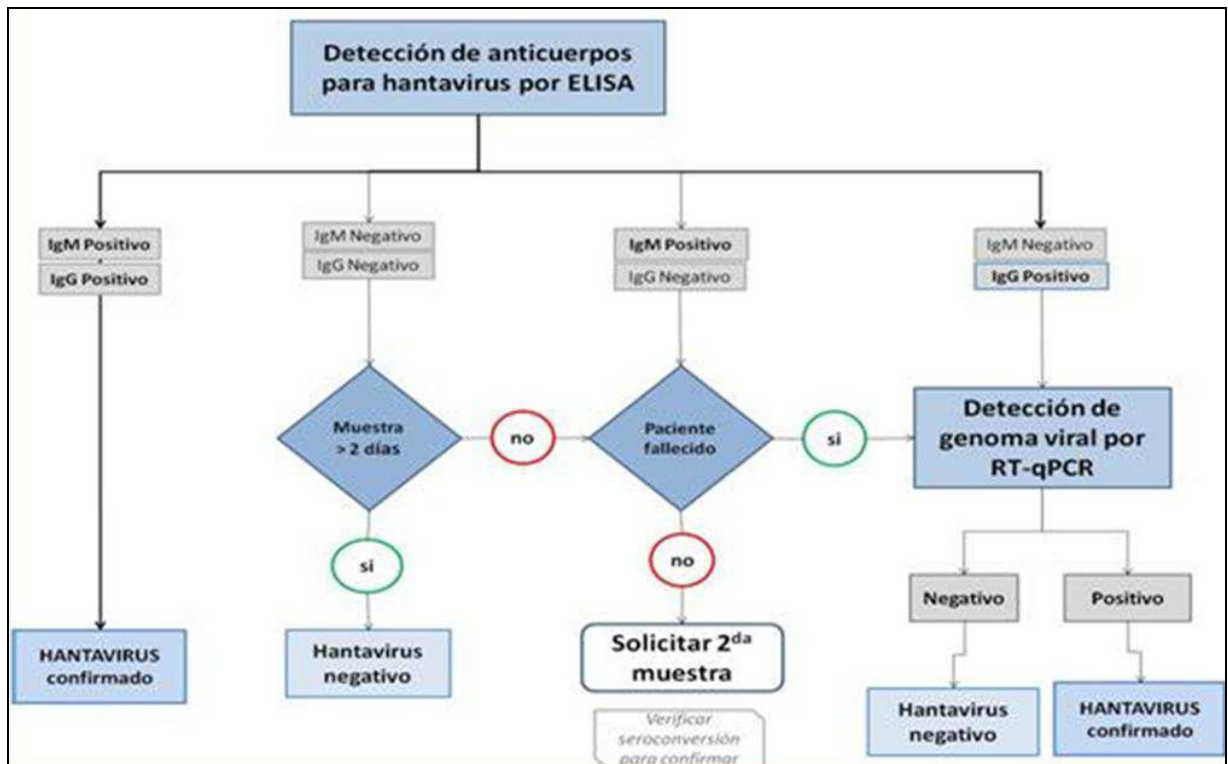 Detección de anticuerpos
para hantavirus por ELISA
IgM Positivo
IgG Positivo
IgM Negativo
IgG Negativo
IgM Positivo
IgG Negativo
IgM Negativo
IgG Positivo
Muestra
> 2 días
no
Paciente
fallecido
si
Detección de
genoma viral por
RT-qPCR
si
no
Negativo
Positivo
HANTAVIRUS
confirmado
Hantavirus
negativo
Solicitar 2da
muestra
Verificar
seroconversión
para confirmar
Hantavirus
negativo
HANTAVIRUS
confirmado